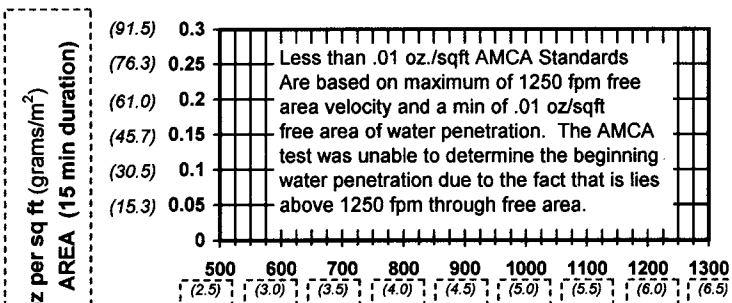 (91.5) 0.3
(76.3) 0.25
(61.0) 0.2
(45.7) 0.15
(30.5) 0.1
(15.3) 0.05
0
z per sq ft (grams/m²)
AREA (15 min duration)
Less than .01 oz./sqft AMCA Standards
Are based on maximum of 1250 fpm free
area velocity and a min of .01 oz/sqft
free area of water penetration. The AMCA
test was unable to determine the beginning
water penetration due to the fact that is lies
above 1250 fpm through free area.
500 600 700 800 900 1000 1100 1200 1300
(2.5) (3.0) (3.5) (4.0) (4.5) (5.0) (5.5) (6.0) (6.5)